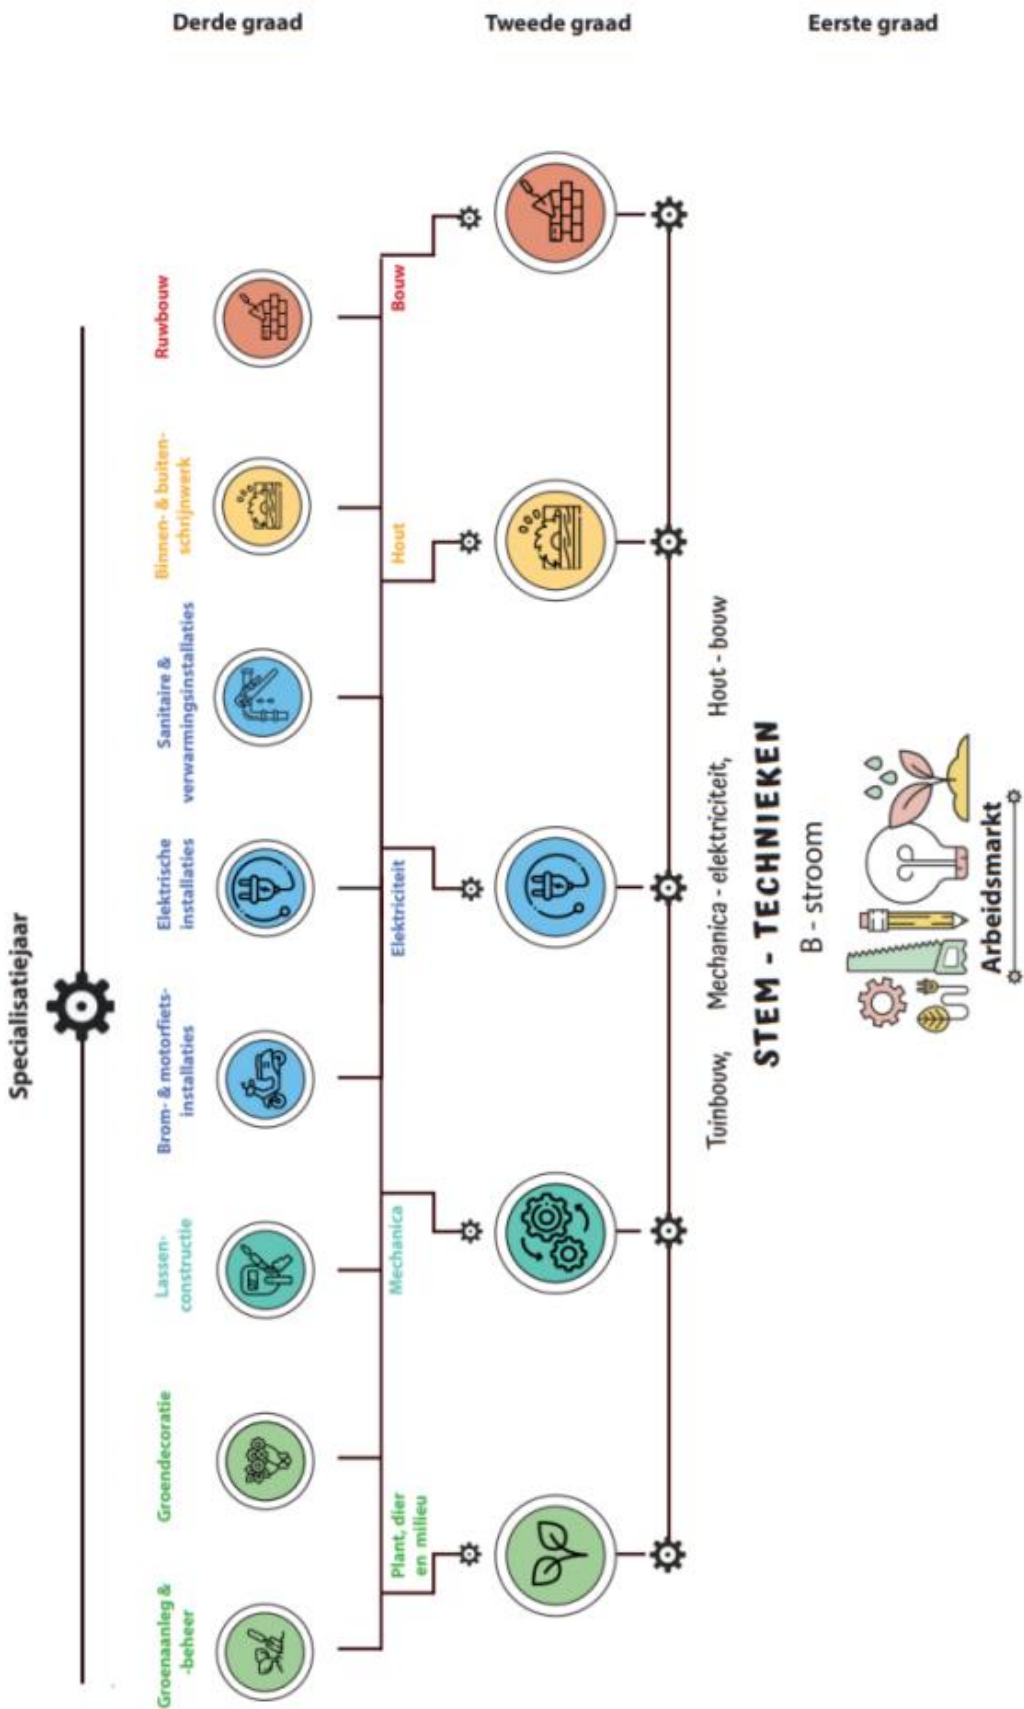 Specialisatiejaar
Derde graad
Groenaanleg &
-beheer
Groendecoratie
Lassen-
constructie
Brom- & motorfiets-
installaties
Elektrische
installaties
Sanitaire &
verwarmingsinstallaties
Binnen- & buiten-
schrijnwerk
Ruwbouw
Plant, dier
en milieu
Mechanica
Elektriciteit
Hout
Bouw
Tweede graad
Tuinbouw, Mechanica - elektriciteit, Hout - bouw
STEM - TECHNIEKEN
B - stroom
Eerste graad
Arbeidsmarkt